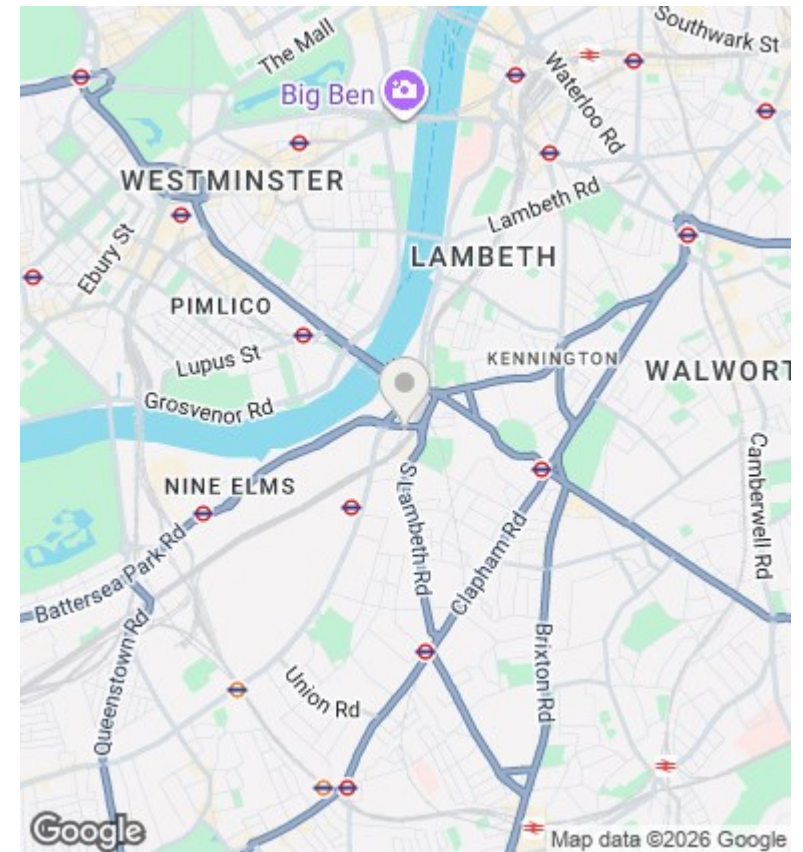 Southwark St
The Mall
Big Ben
Waterloo Rd
WESTMINSTER
Lambeth Rd
Ebury St
LAMBETH
PIMLICO
KENNINGTON
Lupus St
WALWORT
Grosvenor Rd
Camberwell Rd
NINE ELMS
S Lambeth Rd
Clapham Rd
Battersea Park Rd
Brixton Rd
Queenstown Rd
Union Rd
Google
Map data ©2026 Google